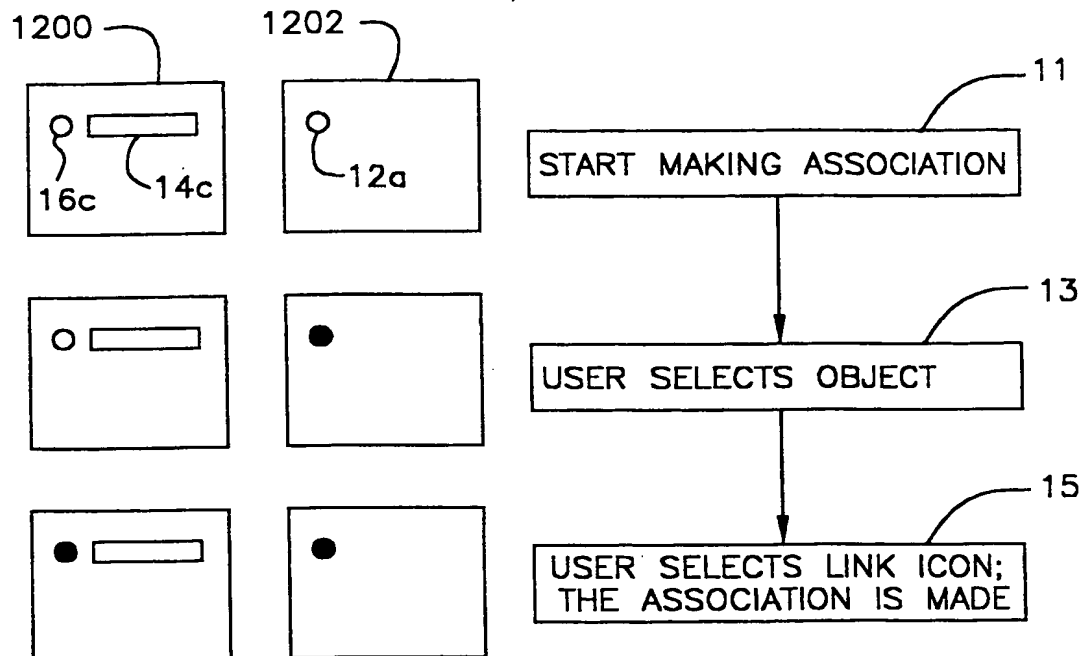 1200
1202
11
START MAKING ASSOCIATION
16c
14c
12a
13
USER SELECTS OBJECT
15
USER SELECTS LINK ICON;
THE ASSOCIATION IS MADE